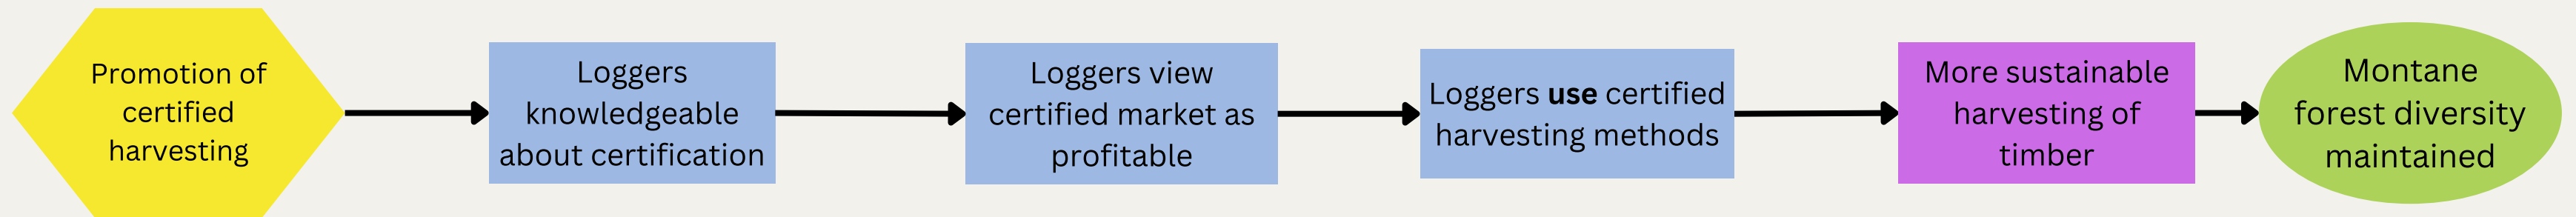 Promotion of
certified
harvesting
Loggers
knowledgeable
about certification
Loggers view
certified market as
profitable
Loggers use certified
harvesting methods
More sustainable
harvesting of
timber
Montane
forest diversity
maintained